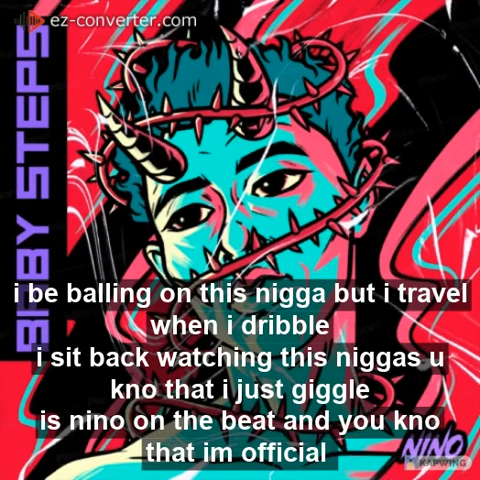 ez-converter.com
BABY STEPS
i be balling on this nigga but i travel
when i dribble
i sit back watching this niggas u
kno that i just giggle
is nino on the beat and you kno
that im official
NINO
KAPWING